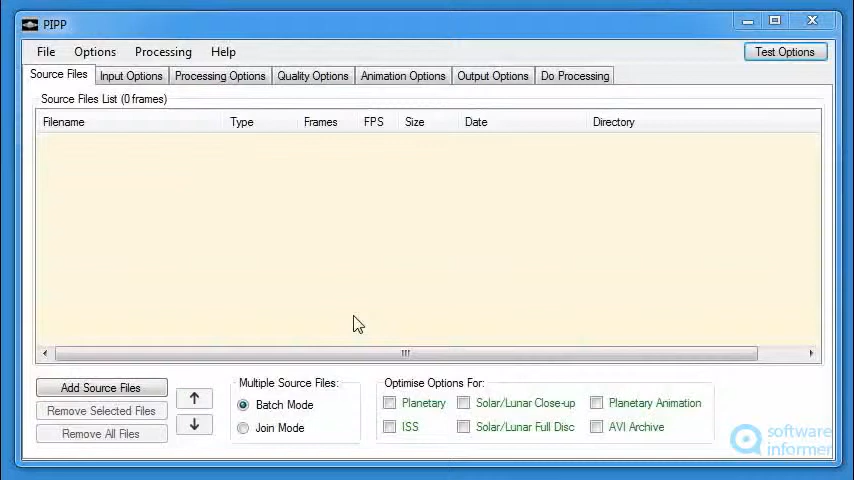 PIPP
File Options Processing Help Test Options
Source Files Input Options Processing Options Quality Options Animation Options Output Options Do Processing
Source Files List (0 frames)
Filename Type Frames FPS Size Date Directory
Add Source Files
Remove Selected Files
Remove All Files
Multiple Source Files:
Batch Mode
Join Mode
Optimise Options For:
Planetary Solar/Lunar Close-up Planetary Animation
ISS Solar/Lunar Full Disc AVI Archive
software
informer